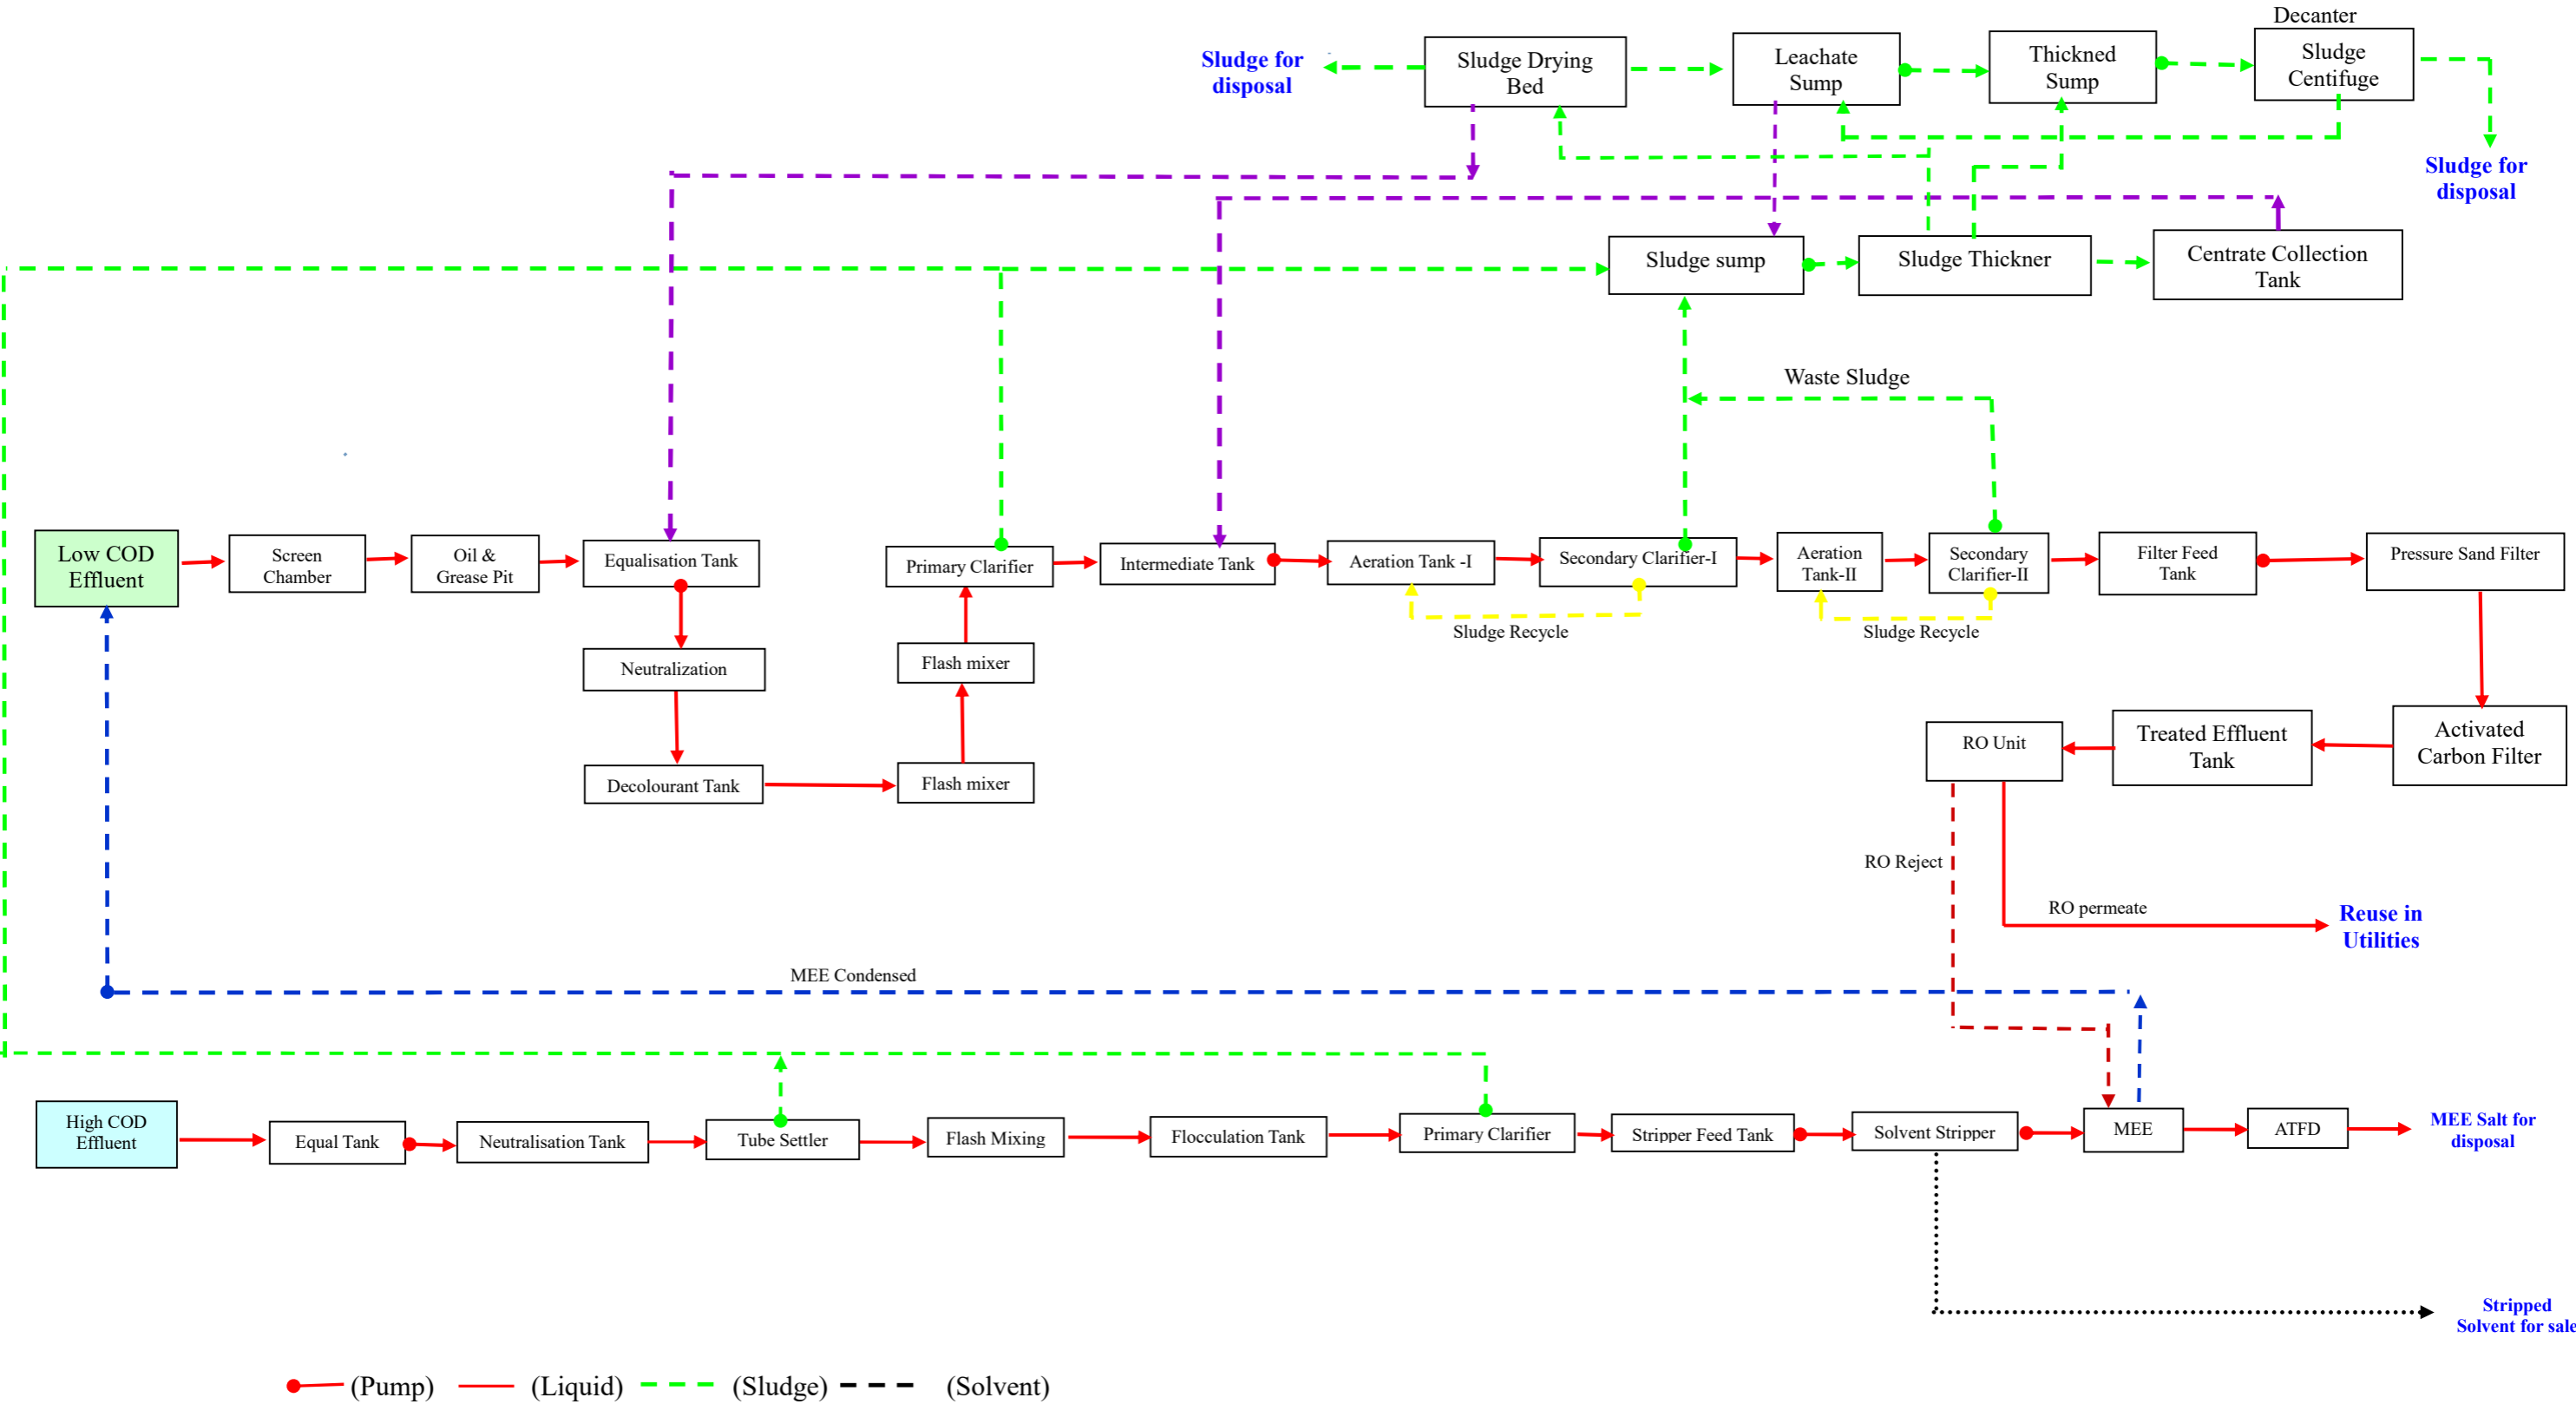 Decanter
Sludge for
disposal
Sludge Drying
Bed
Leachate
Sump
Thickned
Sump
Sludge
Centifuge
Sludge for
disposal
Sludge sump
Sludge Thickner
Centrate Collection
Tank
Waste Sludge
Low COD
Effluent
Screen
Chamber
Oil &
Grease Pit
Equalisation Tank
Primary Clarifier
Intermediate Tank
Aeration Tank -I
Secondary Clarifier-I
Aeration
Tank-II
Secondary
Clarifier-II
Filter Feed
Tank
Pressure Sand Filter
Sludge Recycle
Sludge Recycle
Neutralization
Flash mixer
Decolourant Tank
Flash mixer
RO Unit
Treated Effluent
Tank
Activated
Carbon Filter
RO Reject
RO permeate
Reuse in
Utilities
MEE Condensed
High COD
Effluent
Equal Tank
Neutralisation Tank
Tube Settler
Flash Mixing
Flocculation Tank
Primary Clarifier
Stripper Feed Tank
Solvent Stripper
MEE
ATFD
MEE Salt for
disposal
Stripped
Solvent for sale
(Pump)
(Liquid)
(Sludge)
(Solvent)